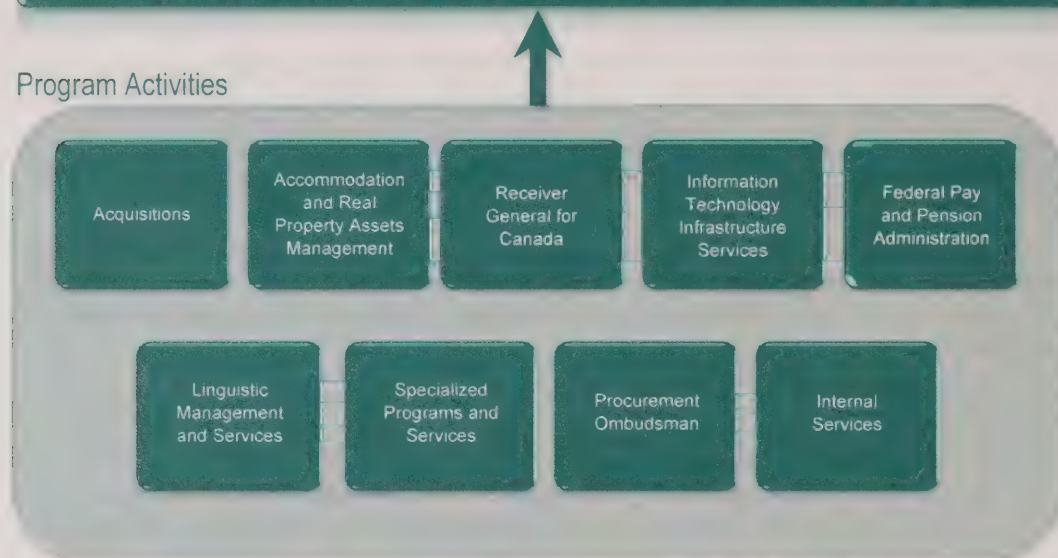 Program Activities
Acquisitions
Accommodation
and Real
Property Assets
Management
Receiver
General for
Canada
Information
Technology
Infrastructure
Services
Federal Pay
and Pension
Administration
Linguistic
Management
and Services
Specialized
Programs and
Services
Procurement
Ombudsman
Internal
Services